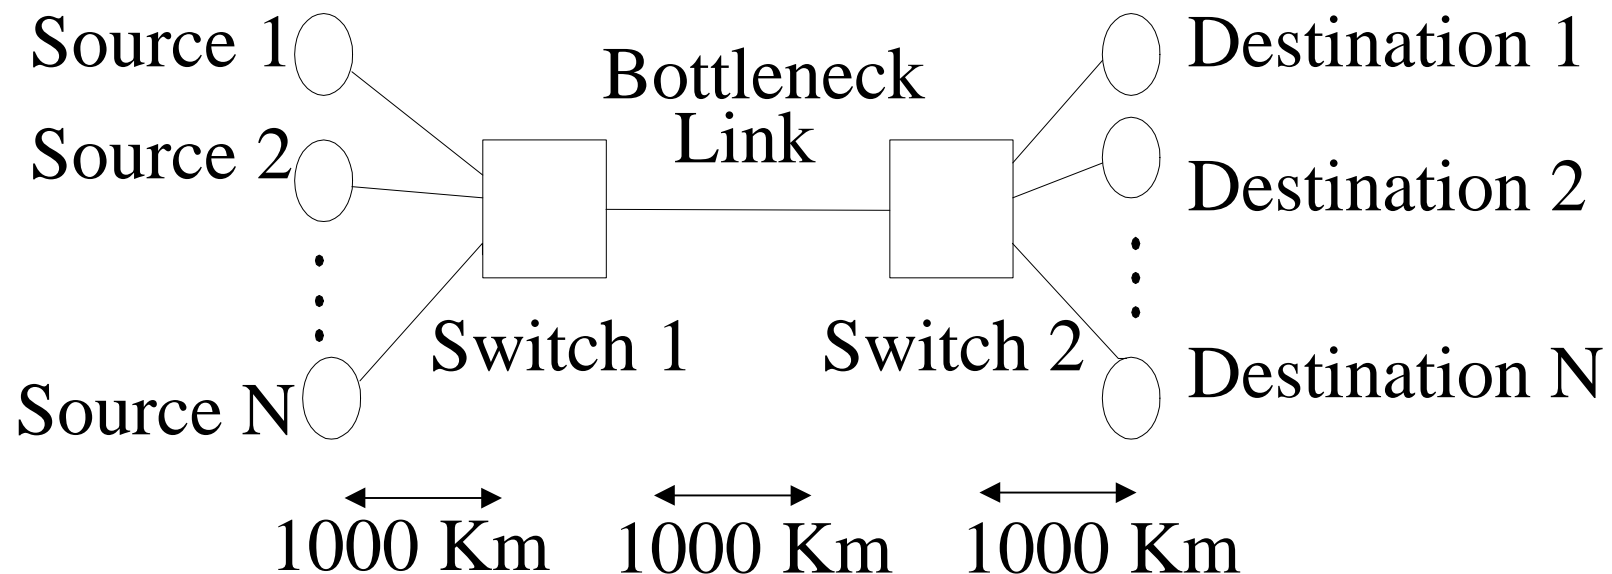 Source 1
Bottleneck
Link
Destination 1
Source 2
Destination 2
Switch 1
Switch 2
Source N
Destination N
1000 Km
1000 Km
1000 Km